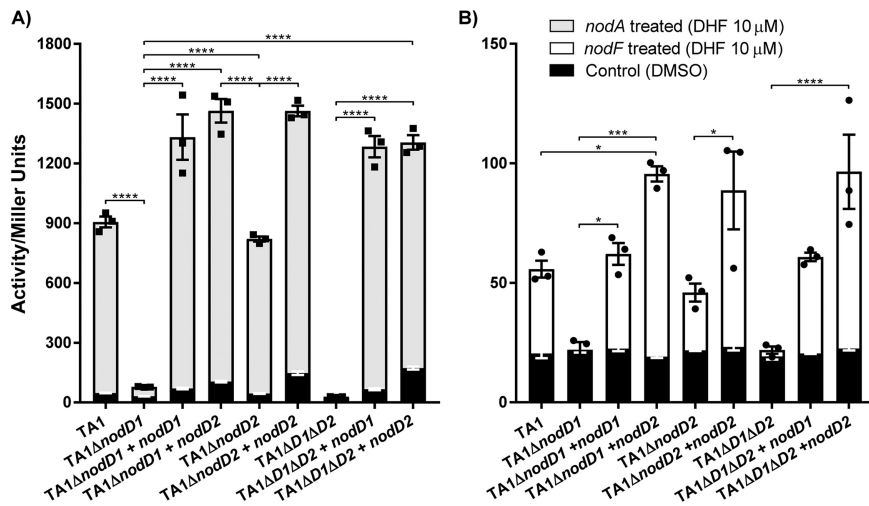 A)
B)
nodA treated (DHF 10 μM)
nodF treated (DHF 10 μM)
Control (DMSO)
Activity/Miller Units
1800
1500
1200
900
600
300
0
****
****
****
****
****
****
****
****
****
****
TA1
TA1ΔnodD1
TA1ΔnodD1 + nodD1
TA1ΔnodD1 + nodD2
TA1ΔnodD2
TA1ΔnodD2 + nodD2
TA1ΔD1ΔD2
TA1ΔD1ΔD2 + nodD1
TA1ΔD1ΔD2 + nodD2
150
100
50
0
****
***
*
*
*
TA1
TA1ΔnodD1
TA1ΔnodD1 +nodD1
TA1ΔnodD1 +nodD2
TA1ΔnodD2
TA1ΔnodD2 +nodD2
TA1ΔD1ΔD2
TA1ΔD1ΔD2 +nodD1
TA1ΔD1ΔD2 +nodD2